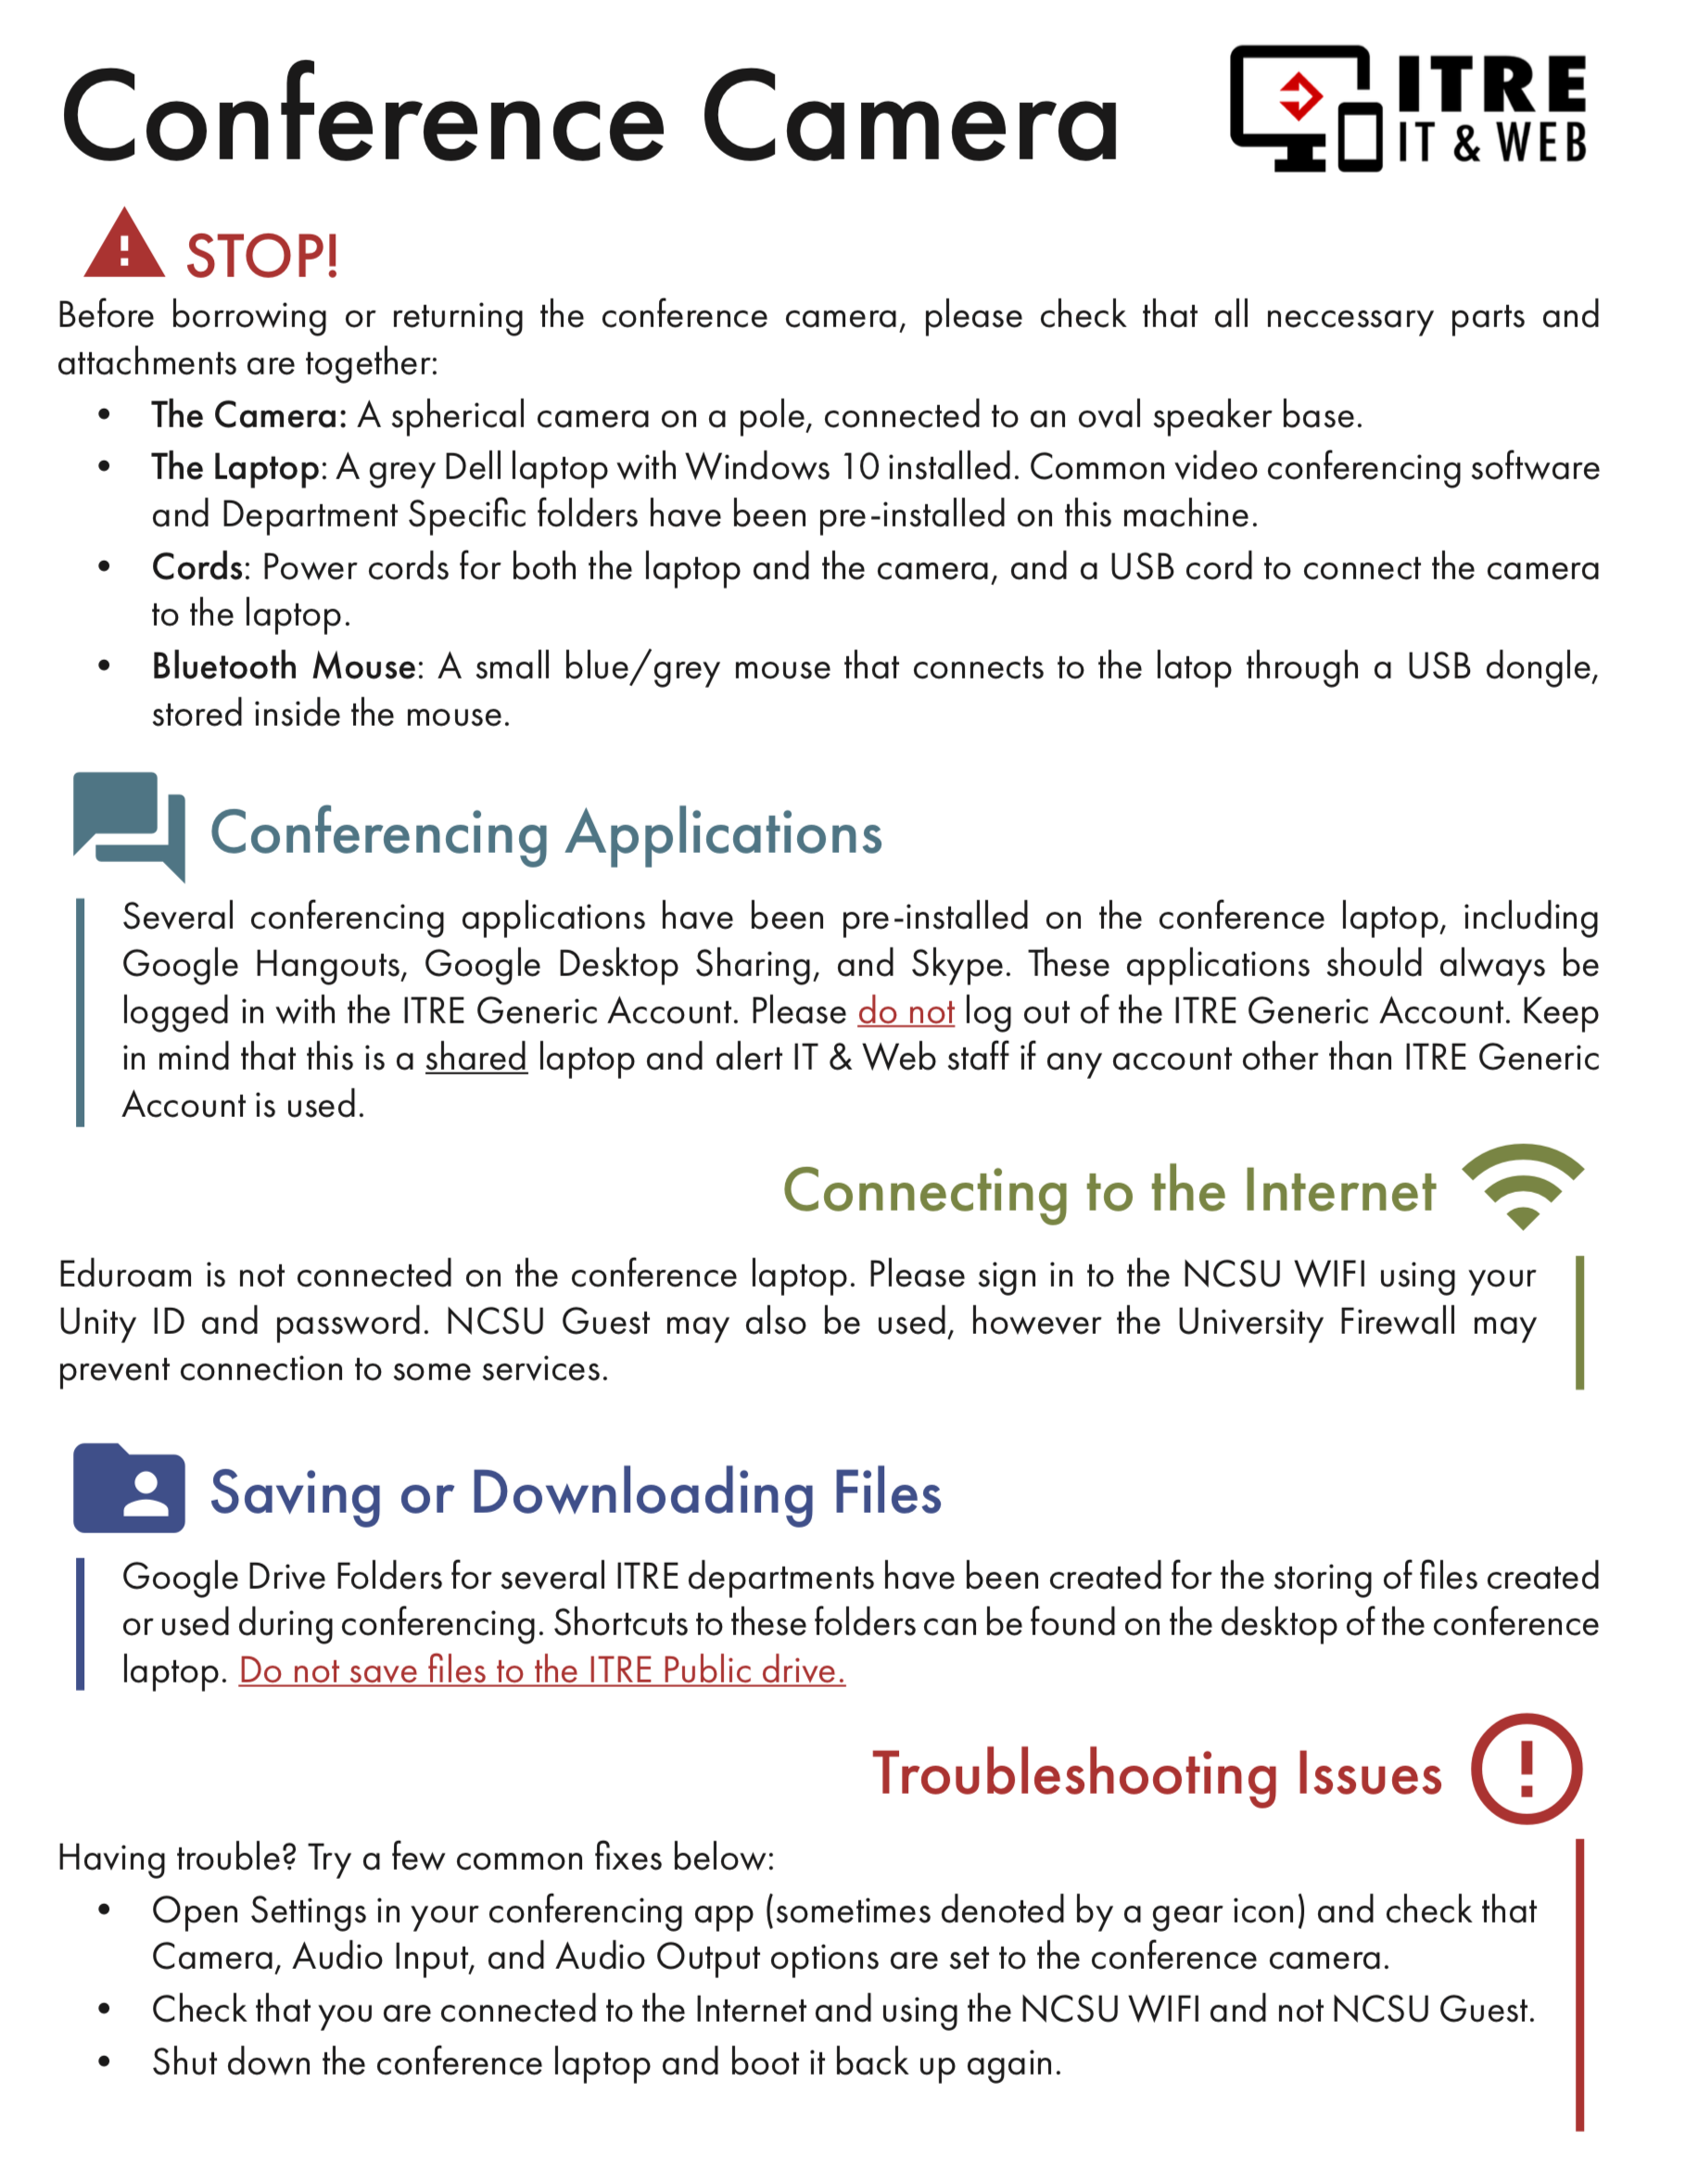 Conference Camera
ITRE
IT & WEB
STOP!
Before borrowing or returning the conference camera, please check that all neccessary parts and
attachments are together:
• The Camera: A spherical camera on a pole, connected to an oval speaker base.
• The Laptop: A grey Dell laptop with Windows 10 installed. Common video conferencing software
and Department Specific folders have been pre-installed on this machine.
• Cords: Power cords for both the laptop and the camera, and a USB cord to connect the camera
to the laptop.
• Bluetooth Mouse: A small blue/grey mouse that connects to the latop through a USB dongle,
stored inside the mouse.
Conferencing Applications
Several conferencing applications have been pre-installed on the conference laptop, including
Google Hangouts, Google Desktop Sharing, and Skype. These applications should always be
logged in with the ITRE Generic Account. Please do not log out of the ITRE Generic Account. Keep
in mind that this is a shared laptop and alert IT & Web staff if any account other than ITRE Generic
Account is used.
Connecting to the Internet
Eduroam is not connected on the conference laptop. Please sign in to the NCSU WIFI using your
Unity ID and password. NCSU Guest may also be used, however the University Firewall may
prevent connection to some services.
Saving or Downloading Files
Google Drive Folders for several ITRE departments have been created for the storing of files created
or used during conferencing. Shortcuts to these folders can be found on the desktop of the conference
laptop. Do not save files to the ITRE Public drive.
Troubleshooting Issues
Having trouble? Try a few common fixes below:
• Open Settings in your conferencing app (sometimes denoted by a gear icon) and check that
Camera, Audio Input, and Audio Output options are set to the conference camera.
• Check that you are connected to the Internet and using the NCSU WIFI and not NCSU Guest.
• Shut down the conference laptop and boot it back up again.